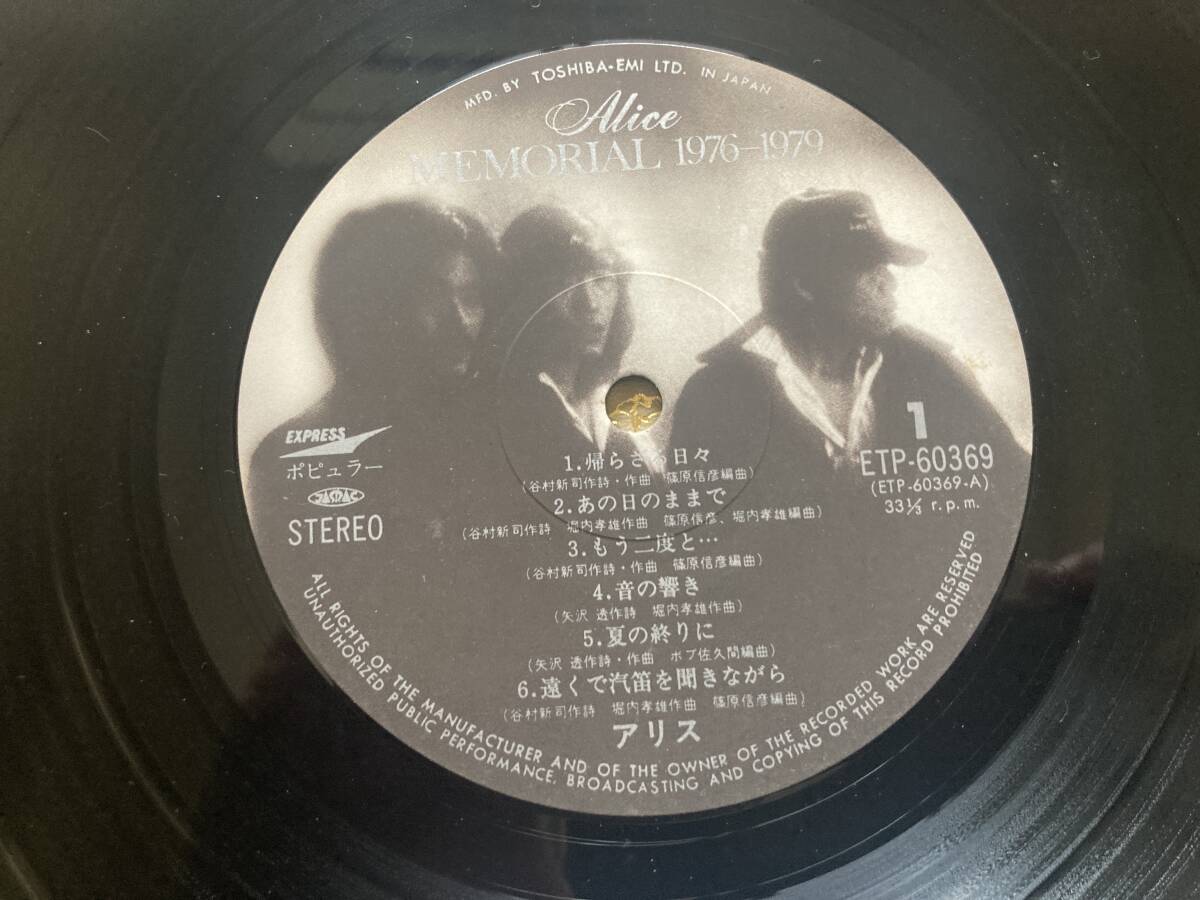 MFD. BY TOSHIBA-EMI LTD. IN JAPAN
Alice
MEMORIAL 1976-1979
EXPRESS
ポピュラー
JASRAC
STEREO
1
ETP-60369
(ETP-60369-A)
33⅓ r.p.m.
1.帰らざる日々
(谷村新司作詩・作曲 篠原信彦編曲)
2.あの日のままで
(谷村新司作詩 堀内孝雄作曲 篠原信彦、堀内孝雄編曲)
3.もう二度と…
(谷村新司作詩・作曲 篠原信彦編曲)
4.音の響き
(矢沢 透作詩 堀内孝雄作曲)
5.夏の終りに
(矢沢 透作詩・作曲 ボブ佐久間編曲)
6.遠くで汽笛を聞きながら
(谷村新司作詩 堀内孝雄作曲 篠原信彦編曲)
アリス
ALL RIGHTS OF THE MANUFACTURER AND OF THE OWNER OF THE RECORDED WORK ARE RESERVED
UNAUTHORIZED PUBLIC PERFORMANCE, BROADCASTING AND COPYING OF THIS RECORD PROHIBITED